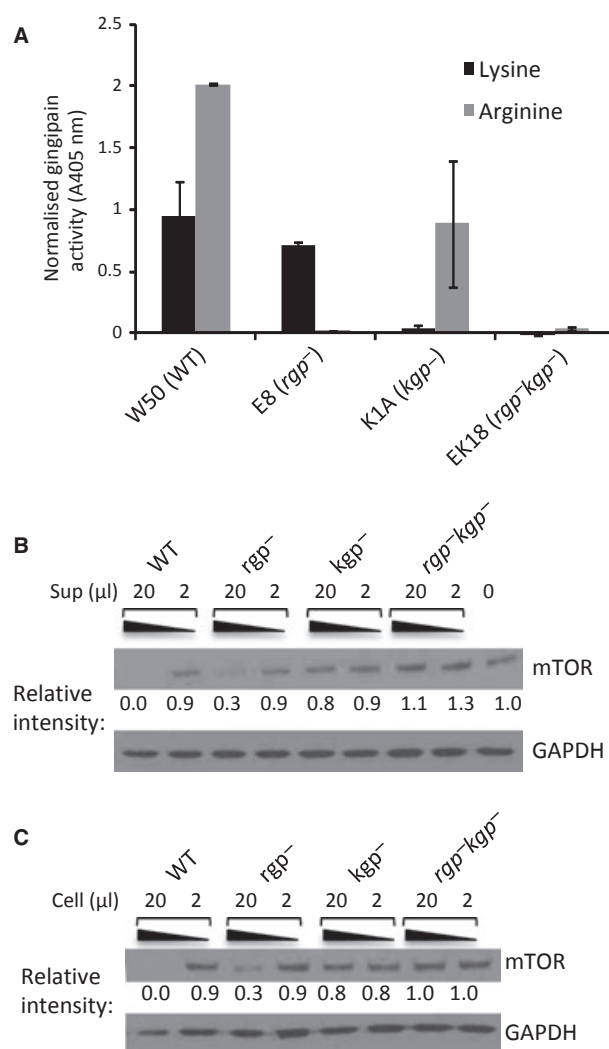 A
Normalised gingipain
activity (A405 nm)
2.5
2
1.5
1
0.5
0
Lysine
Arginine
W50 (WT)
E8 (rgp–)
K1A (kgp–)
EK18 (rgp–kgp–)
B
WT
rgp–
kgp–
rgp–kgp–
Sup (µl) 20 2 20 2 20 2 20 2 0
mTOR
Relative
intensity:
0.0 0.9 0.3 0.9 0.8 0.9 1.1 1.3 1.0
GAPDH
C
WT
rgp–
kgp–
rgp–kgp–
Cell (µl) 20 2 20 2 20 2 20 2
mTOR
Relative
intensity:
0.0 0.9 0.3 0.9 0.8 0.8 1.0 1.0
GAPDH